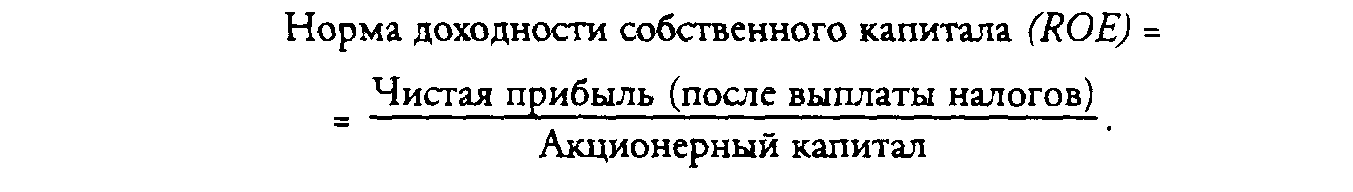 Норма доходности собственного капитала (ROE) =
= Чистая прибыль (после выплаты налогов)
Акционерный капитал .